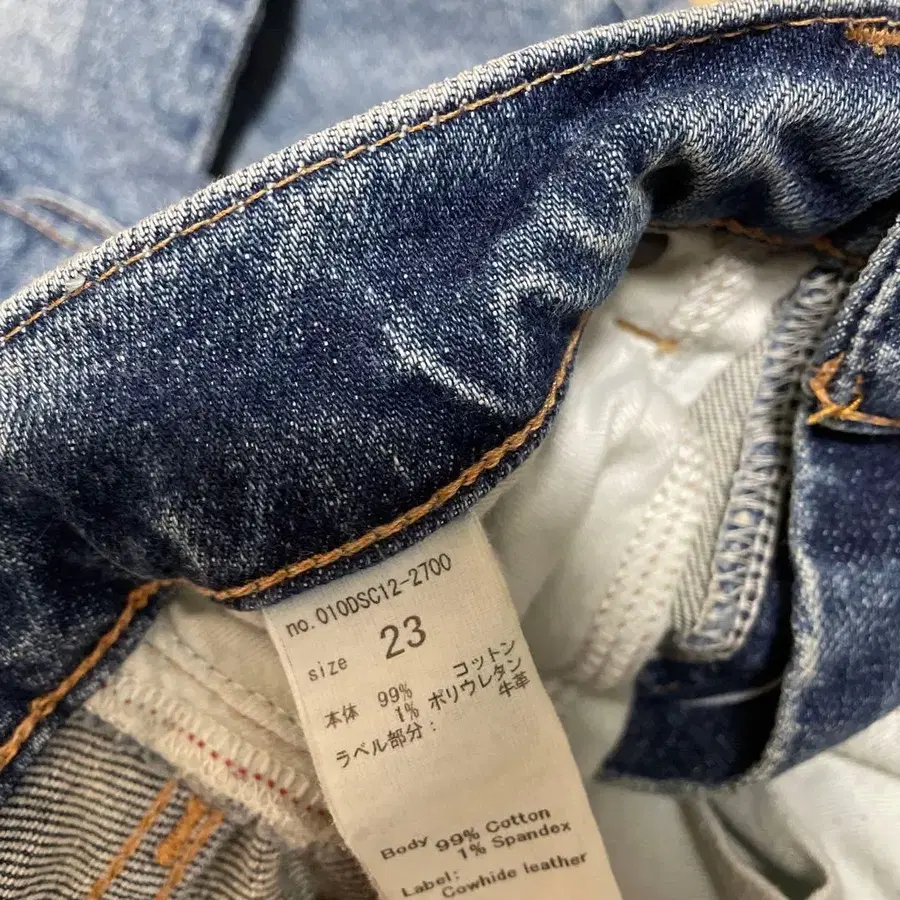 no. 010DSC12-2700
size 23
本体 99% コットン
1% ポリウレタン
ラベル部分: 牛革
Body 99% Cotton
1% Spandex
Label:
Cowhide leather